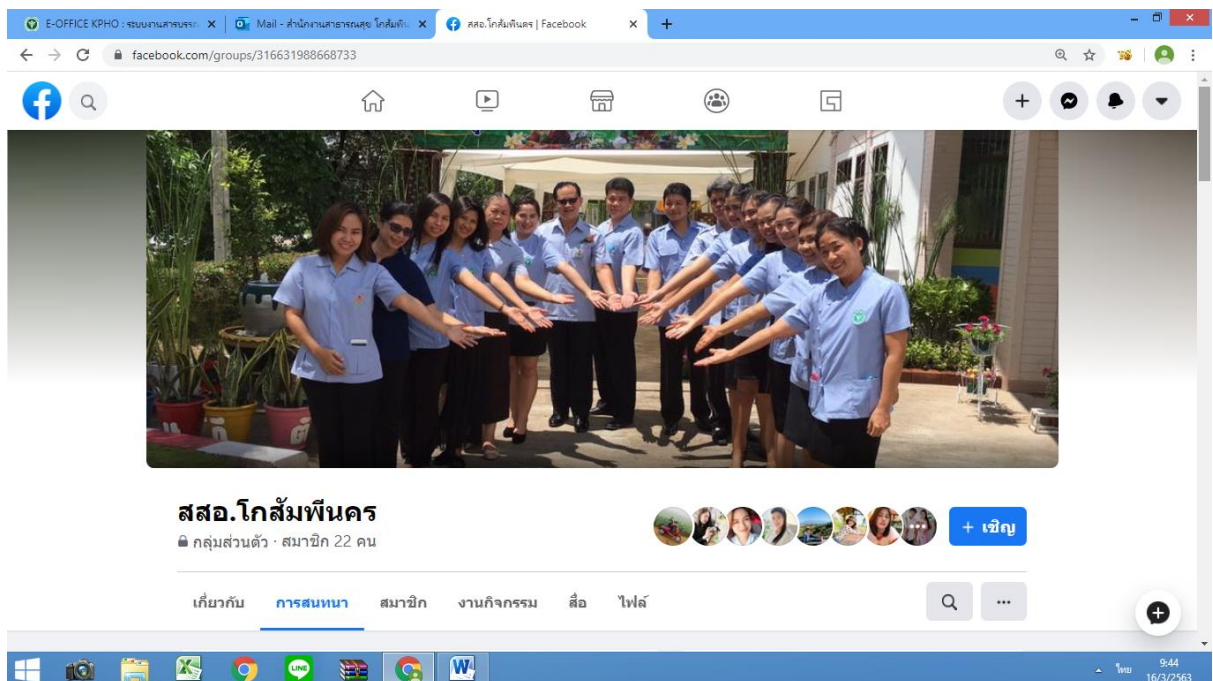 E-OFFICE KPHO : ระบบงานสารบรรณ
Mail - สำนักงานสาธารณสุข โกสัมพีน
สสอ.โกสัมพีนคร | Facebook
facebook.com/groups/316631988668733
สสอ.โกสัมพีนคร
กลุ่มส่วนตัว · สมาชิก 22 คน
+ เชิญ
เกี่ยวกับ การสนทนา สมาชิก งานกิจกรรม สื่อ ไฟล์
LINE
ไทย
9:44
16/3/2563